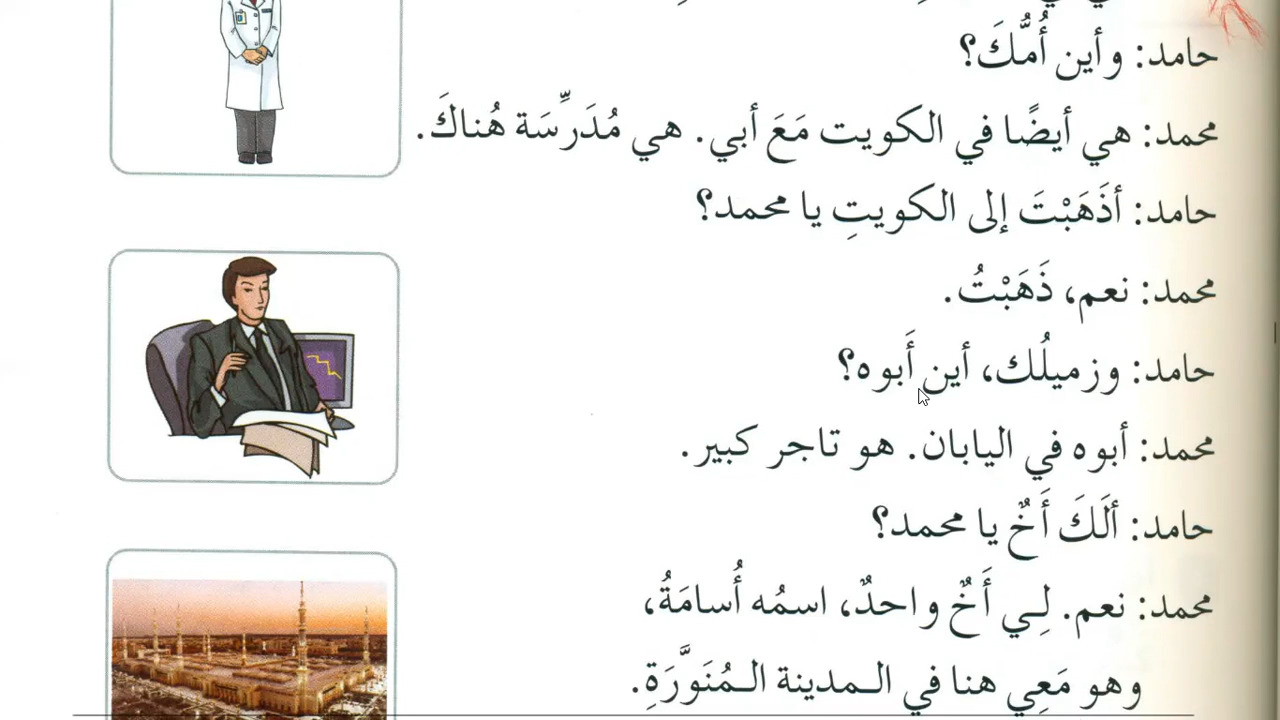 حامد: وأين أُمُّكَ؟
محمد: هي أيضًا في الكويت مَعَ أبي. هي مُدَرِّسَة هُناكَ.
حامد: أذَهَبْتَ إلى الكويتِ يا محمد؟
محمد: نعم، ذَهَبْتُ.
حامد: وزميلُك، أين أَبوه؟
محمد: أبوه في اليابان. هو تاجر كبير.
حامد: ألَكَ أَخٌ يا محمد؟
محمد: نعم. لِـي أَخٌ واحدٌ، اسمُه أُسامَةُ،
وهو مَعِي هنا في الـمدينة الـمُنَوَّرَةِ.